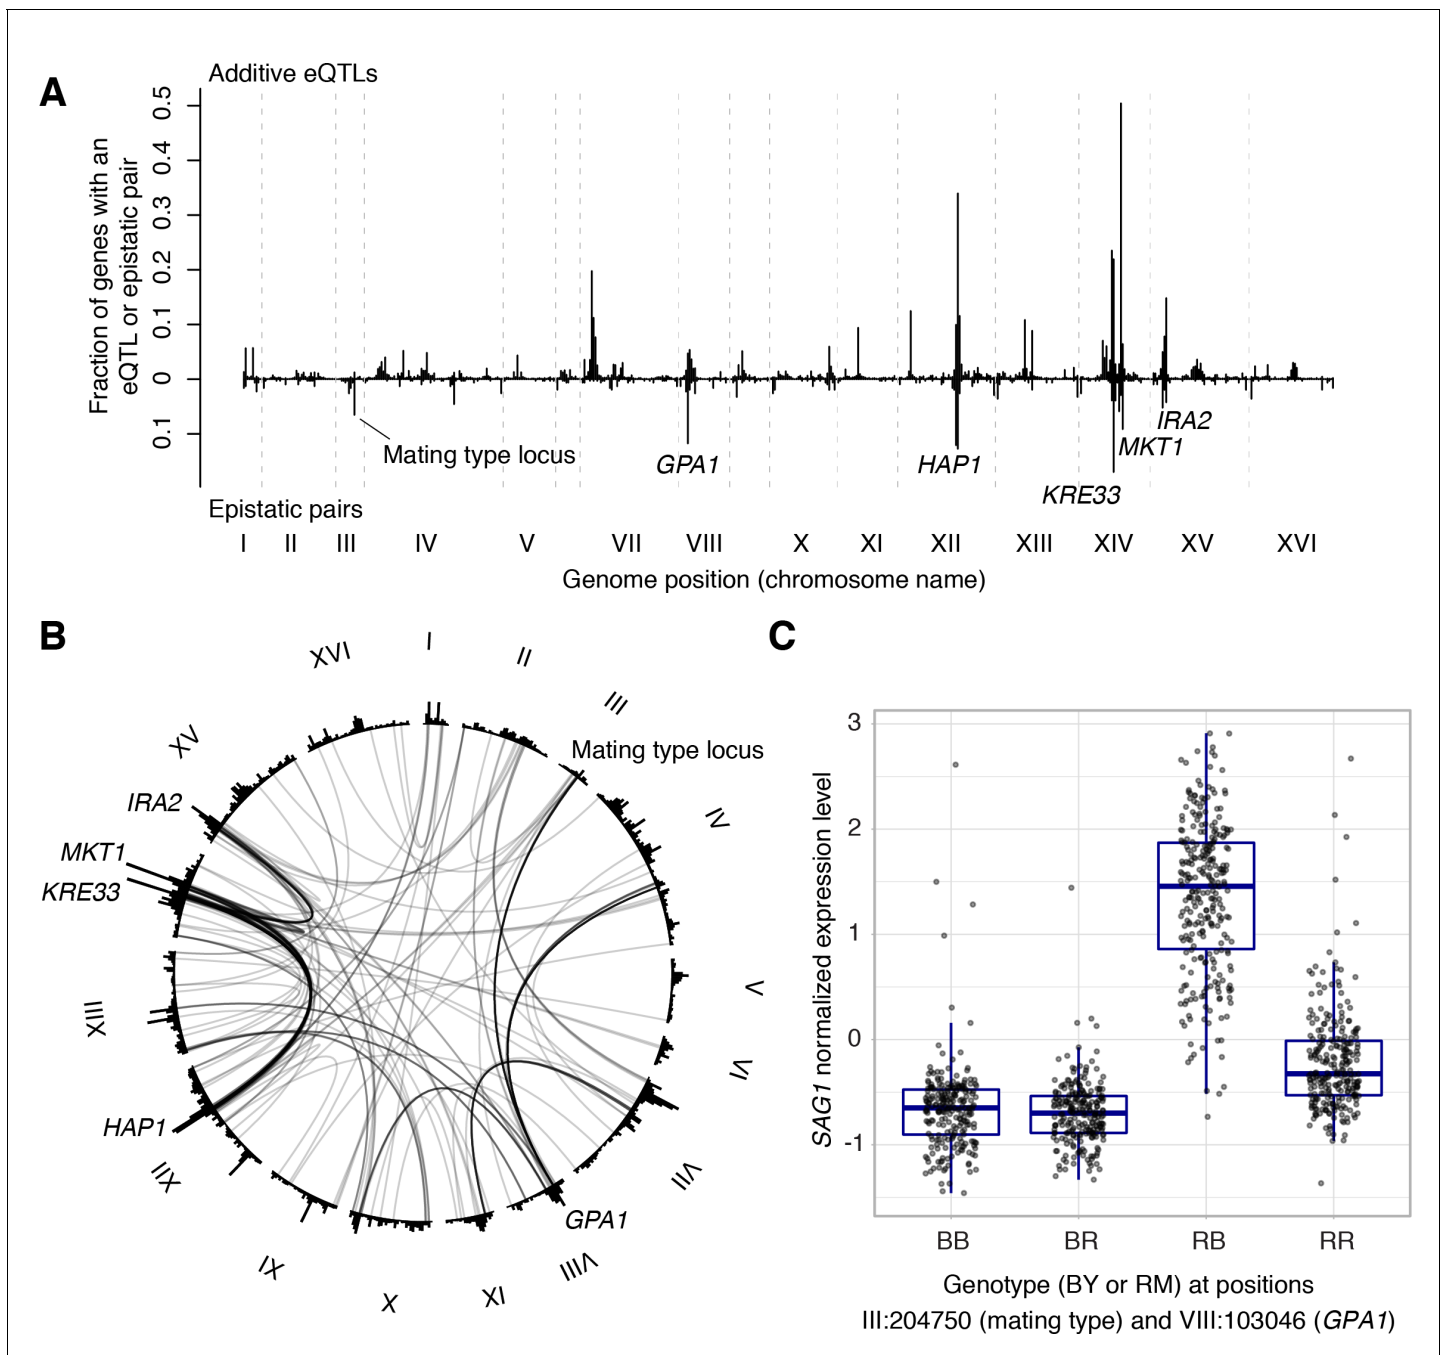 A
Additive eQTLs
Fraction of genes with an
eQTL or epistatic pair
0.5
0.4
0.3
0.2
0.1
0
0.1
Mating type locus
GPA1
HAP1
KRE33
MKT1
IRA2
Epistatic pairs
I II III IV V VII VIII X XI XII XIII XIV XV XVI
Genome position (chromosome name)
B
I
II
III
Mating type locus
IV
V
VI
VII
GPA1
VIII
XI
X
XI
XII
HAP1
XIII
KRE33
MKT1
IRA2
XV
XVI
C
SAG1 normalized expression level
3
2
1
0
-1
BB BR RB RR
Genotype (BY or RM) at positions
III:204750 (mating type) and VIII:103046 (GPA1)